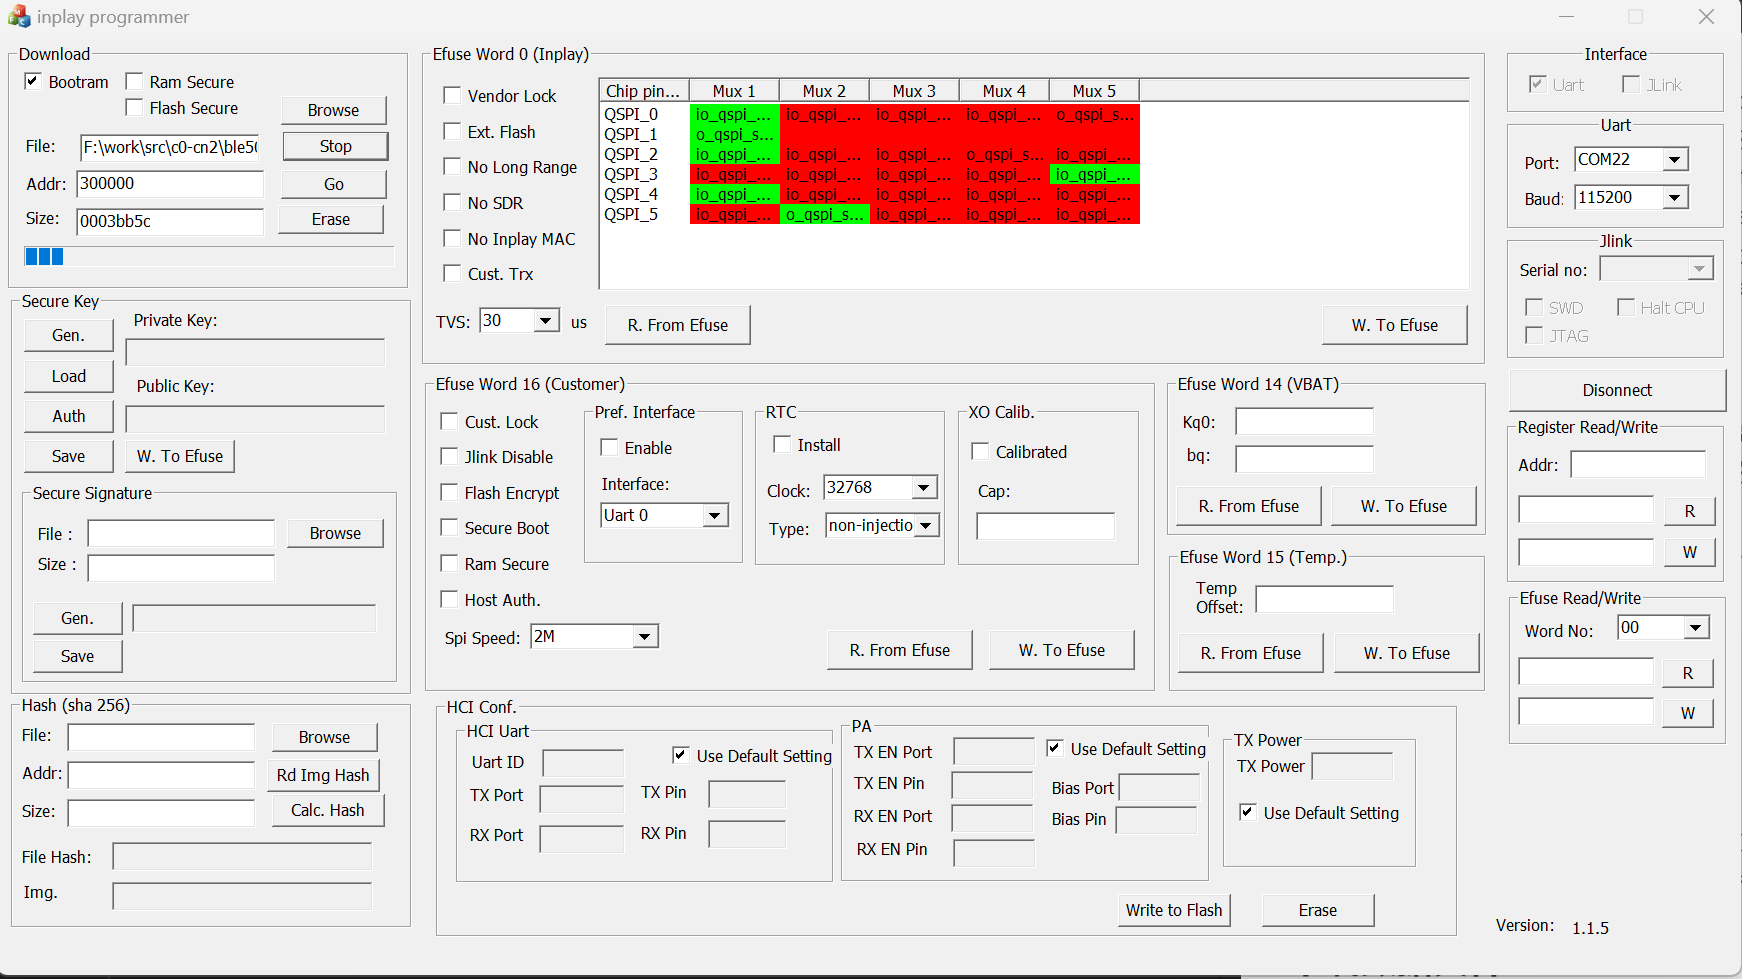 inplay programmer
Download
Bootram
Ram Secure
Flash Secure
Browse
File: F:\work\src\c0-cn2\ble50
Stop
Addr: 300000
Go
Size: 0003bb5c
Erase
Secure Key
Gen.
Private Key:
Load
Public Key:
Auth
Save
W. To Efuse
Secure Signature
File :
Browse
Size :
Gen.
Save
Hash (sha 256)
File:
Browse
Addr:
Rd Img Hash
Size:
Calc. Hash
File Hash:
Img.
Efuse Word 0 (Inplay)
Vendor Lock
Ext. Flash
No Long Range
No SDR
No Inplay MAC
Cust. Trx
TVS: 30 us
R. From Efuse
W. To Efuse
Chip pin... Mux 1 Mux 2 Mux 3 Mux 4 Mux 5
QSPI_0 io_qspi_... io_qspi_... io_qspi_... io_qspi_... o_qspi_s...
QSPI_1 o_qspi_s...
QSPI_2 io_qspi_... io_qspi_... io_qspi_... o_qspi_s... io_qspi_...
QSPI_3 io_qspi_... io_qspi_... io_qspi_... io_qspi_... io_qspi_...
QSPI_4 io_qspi_... io_qspi_... io_qspi_... io_qspi_... io_qspi_...
QSPI_5 io_qspi_... o_qspi_s... io_qspi_... io_qspi_... io_qspi_...
Efuse Word 16 (Customer)
Cust. Lock
Jlink Disable
Flash Encrypt
Secure Boot
Ram Secure
Host Auth.
Spi Speed: 2M
Pref. Interface
Enable
Interface:
Uart 0
RTC
Install
Clock: 32768
Type: non-injectio
XO Calib.
Calibrated
Cap:
R. From Efuse
W. To Efuse
Efuse Word 14 (VBAT)
Kq0:
bq:
R. From Efuse
W. To Efuse
Efuse Word 15 (Temp.)
Temp
Offset:
R. From Efuse
W. To Efuse
HCI Conf.
HCI Uart
Uart ID
Use Default Setting
TX Port
TX Pin
RX Port
RX Pin
PA
TX EN Port
Use Default Setting
TX EN Pin
Bias Port
RX EN Port
Bias Pin
RX EN Pin
TX Power
TX Power
Use Default Setting
Write to Flash
Erase
Interface
Uart
JLink
Uart
Port: COM22
Baud: 115200
Jlink
Serial no:
SWD
Halt CPU
JTAG
Disonnect
Register Read/Write
Addr:
R
W
Efuse Read/Write
Word No: 00
R
W
Version: 1.1.5